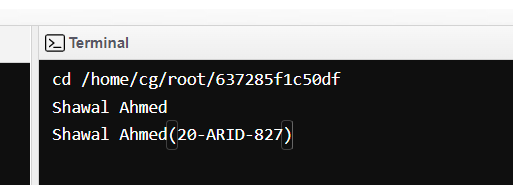 Terminal
cd /home/cg/root/637285f1c50df
Shawal Ahmed
Shawal Ahmed(20-ARID-827)